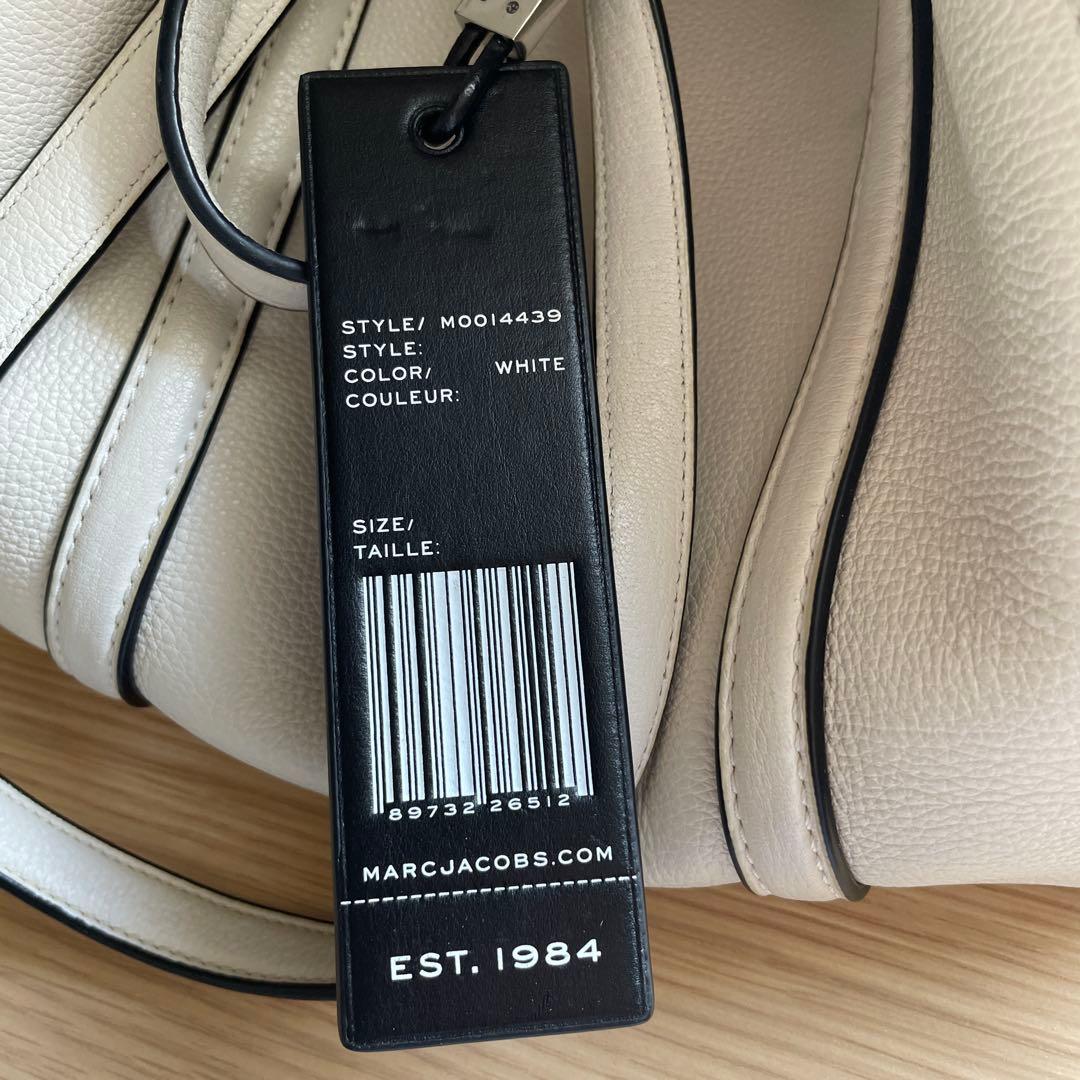 STYLE/ M0014439
STYLE:
COLOR/ WHITE
COULEUR:
SIZE/
TAILLE:
89732 26512
MARCJACOBS.COM
EST. 1984